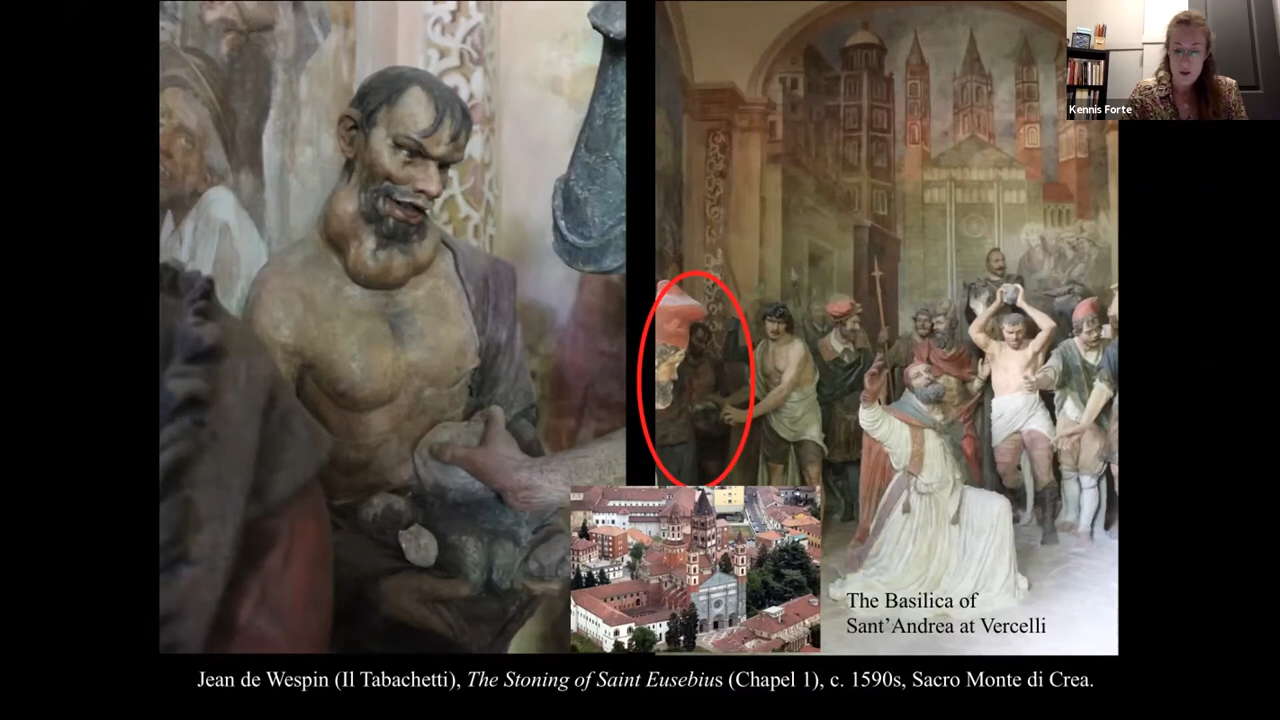 Kennis Forte
The Basilica of
Sant'Andrea at Vercelli
Jean de Wespin (Il Tabachetti), The Stoning of Saint Eusebius (Chapel 1), c. 1590s, Sacro Monte di Crea.